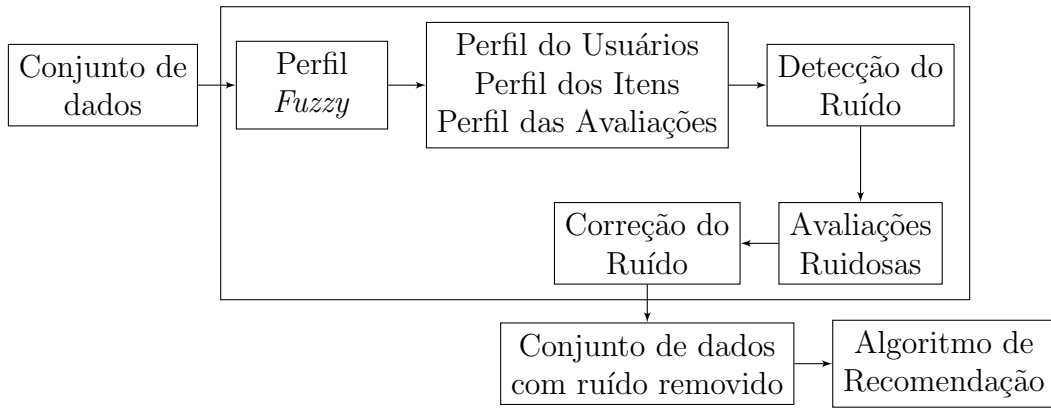 Conjunto de
dados
Perfil
Fuzzy
Perfil do Usuários
Perfil dos Itens
Perfil das Avaliações
Detecção do
Ruído
Avaliações
Ruidosas
Correção do
Ruído
Conjunto de dados
com ruído removido
Algoritmo de
Recomendação